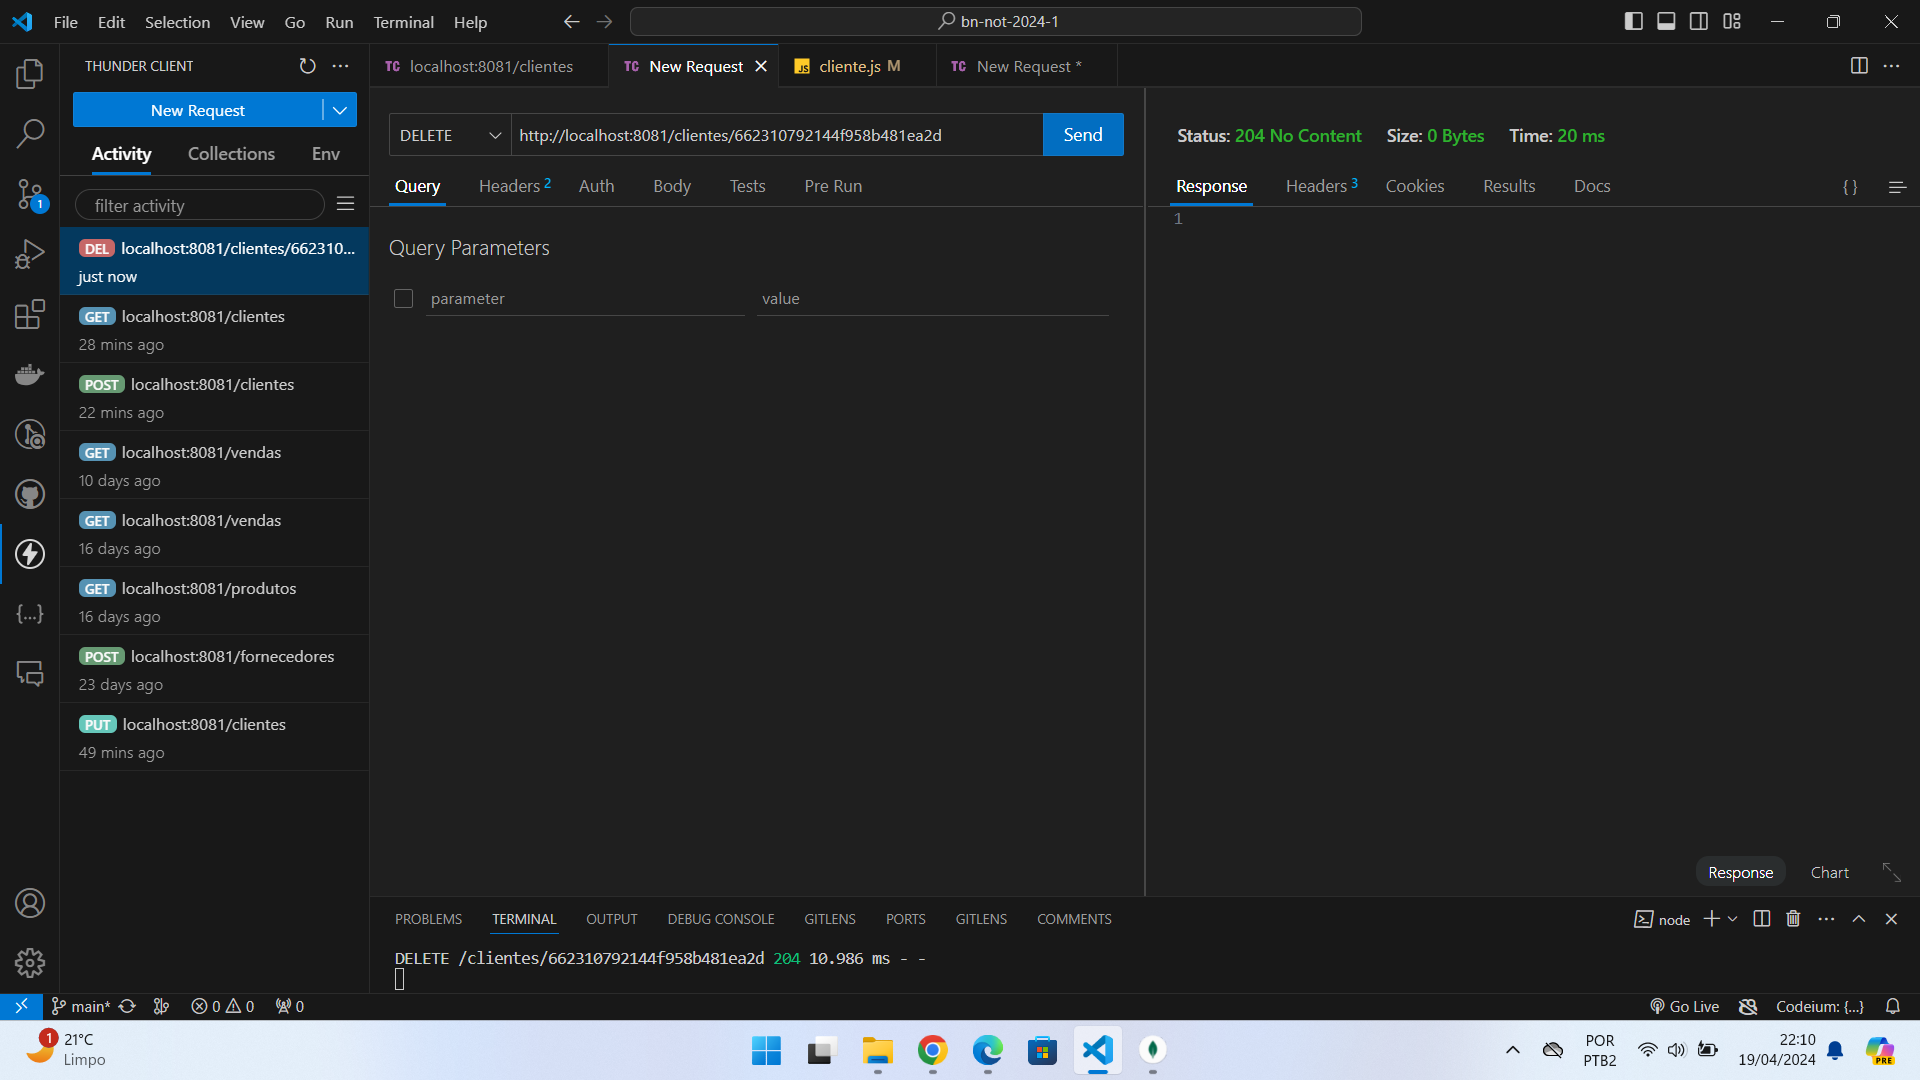 File Edit Selection View Go Run Terminal Help
bn-not-2024-1
THUNDER CLIENT
TC localhost:8081/clientes
TC New Request
JS cliente.js M
TC New Request *
New Request
Activity Collections Env
filter activity
DEL localhost:8081/clientes/662310...
just now
GET localhost:8081/clientes
28 mins ago
POST localhost:8081/clientes
22 mins ago
GET localhost:8081/vendas
10 days ago
GET localhost:8081/vendas
16 days ago
GET localhost:8081/produtos
16 days ago
POST localhost:8081/fornecedores
23 days ago
PUT localhost:8081/clientes
49 mins ago
1
DELETE http://localhost:8081/clientes/662310792144f958b481ea2d Send
Query Headers 2 Auth Body Tests Pre Run
Query Parameters
parameter value
Status: 204 No Content Size: 0 Bytes Time: 20 ms
Response Headers 3 Cookies Results Docs { }
1
Response Chart
PROBLEMS TERMINAL OUTPUT DEBUG CONSOLE GITLENS PORTS GITLENS COMMENTS
node
DELETE /clientes/662310792144f958b481ea2d 204 10.986 ms - -
main* 0 0 0
Go Live Codeium: {...}
1 21°C
Limpo
POR
PTB2
22:10
19/04/2024
PRE